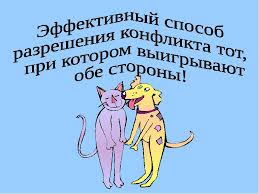 Эффективный способ
разрешения конфликта тот,
при котором выигрывают
обе стороны!